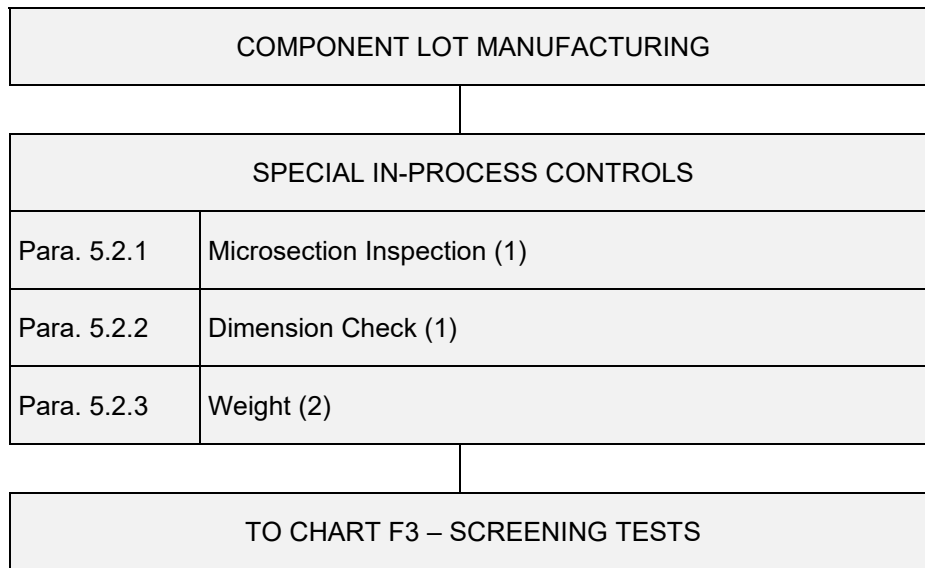 COMPONENT LOT MANUFACTURING
SPECIAL IN-PROCESS CONTROLS
Para. 5.2.1 Microsection Inspection (1)
Para. 5.2.2 Dimension Check (1)
Para. 5.2.3 Weight (2)
TO CHART F3 – SCREENING TESTS